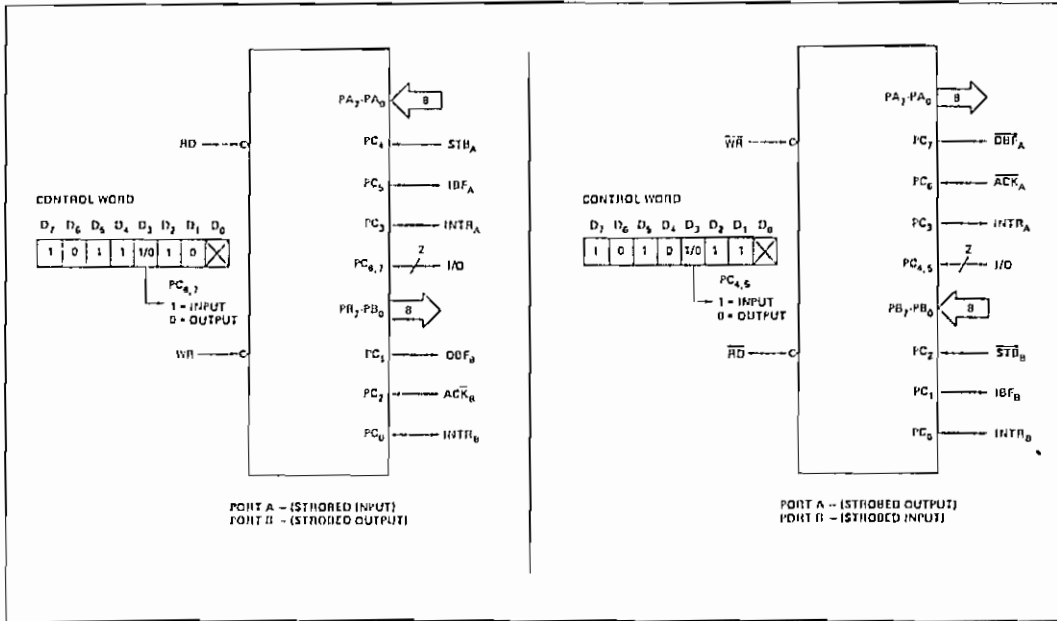 PA7-PA0 8
RD C
PC4 STBA
PC5 IBFA
CONTROL WORD
PC3 INTRA
D7 D6 D5 D4 D3 D2 D1 D0
1 0 1 1 1/0 1 0 X
PC6,7 2 I/O
PC6,7
1 = INPUT
0 = OUTPUT
PB7-PB0 8
WR C
PC1 OBFB
PC2 ACKB
PC0 INTRB
PORT A – (STROBED INPUT)
PORT B – (STROBED OUTPUT)
PA7-PA0 8
WR C
PC7 OBFA
PC6 ACKA
CONTROL WORD
PC3 INTRA
D7 D6 D5 D4 D3 D2 D1 D0
1 0 1 0 1/0 1 1 X
PC4,5 2 I/O
PC4,5
1 = INPUT
0 = OUTPUT
PB7-PB0 8
RD C
PC2 STBB
PC1 IBFB
PC0 INTRB
PORT A – (STROBED OUTPUT)
PORT B – (STROBED INPUT)